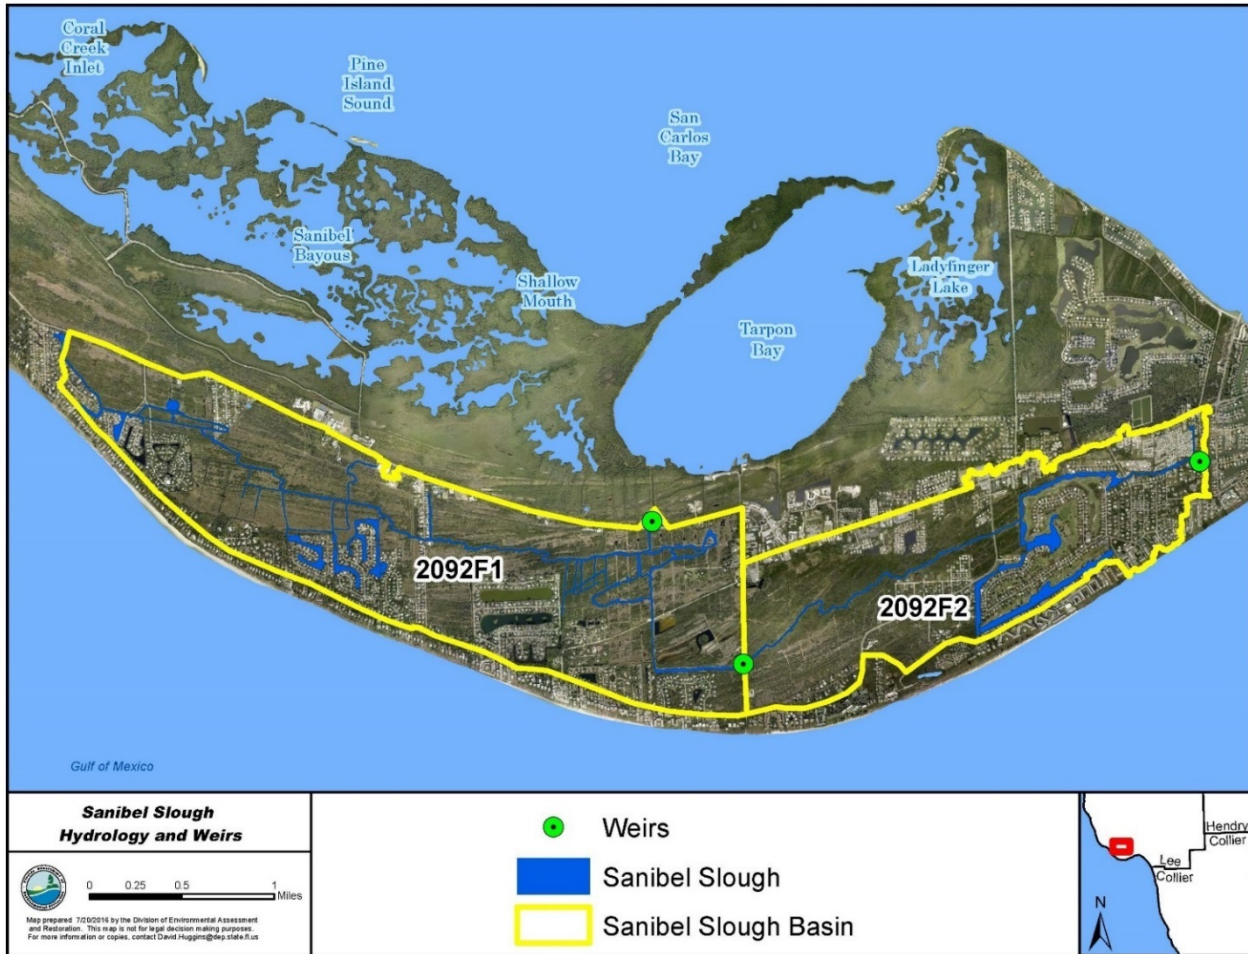 Coral
Creek
Inlet
Pine
Island
Sound
San
Carlos
Bay
Sanibel
Bayous
Shallow
Mouth
Ladyfinger
Lake
Tarpon
Bay
2092F1
2092F2
Gulf of Mexico
Sanibel Slough
Hydrology and Weirs
0 0.25 0.5 1
Miles
Map prepared 7/20/2016 by the Division of Environmental Assessment
and Restoration. This map is not for legal decision making purposes.
For more information or copies, contact David.Huggins@dep.state.fl.us
Weirs
Sanibel Slough
Sanibel Slough Basin
Hendry
Collier
Lee
Collier
N